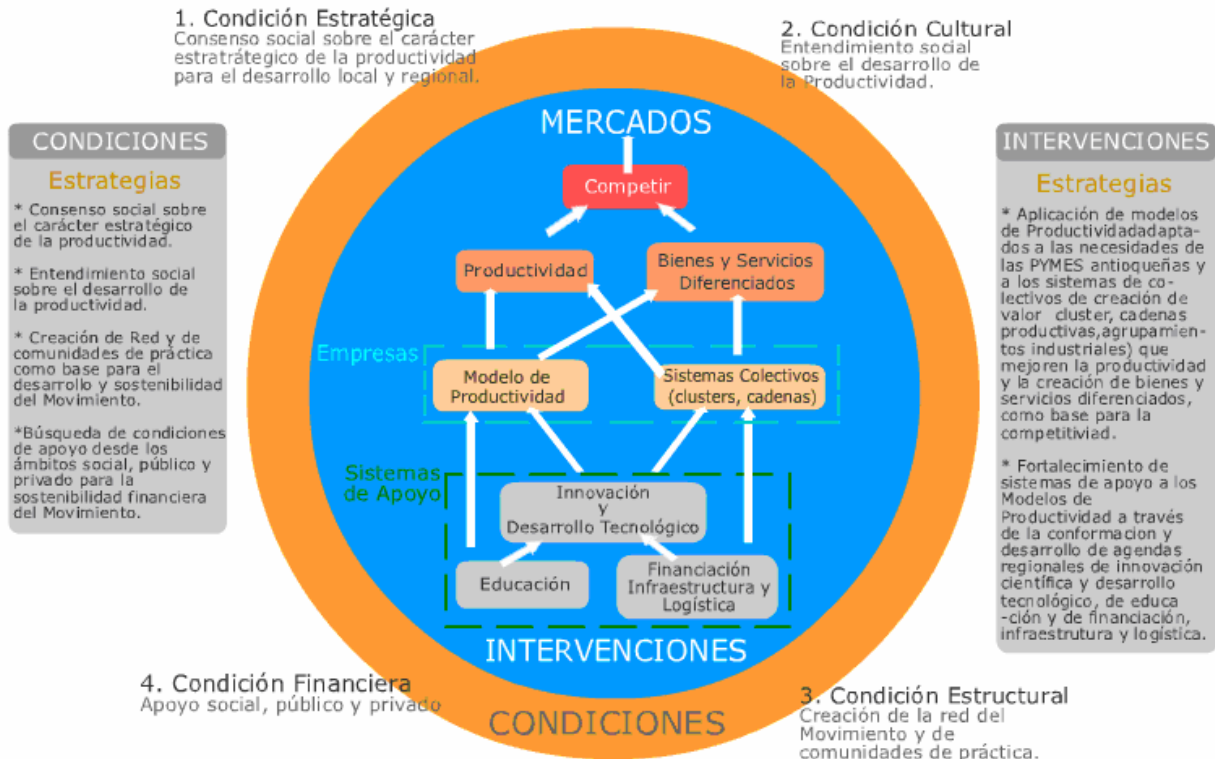 1. Condición Estratégica
Consenso social sobre el carácter
estratrátegico de la productividad
para el desarrollo local y regional.
2. Condición Cultural
Entendimiento social
sobre el desarrollo de
la Productividad.
CONDICIONES
Estrategias
* Consenso social sobre
el carácter estratégico
de la productividad.
* Entendimiento social
sobre el desarrollo de
la productividad.
* Creación de Red y de
comunidades de práctica
como base para el
desarrollo y sostenibilidad
del Movimiento.
*Búsqueda de condiciones
de apoyo desde los
ámbitos social, público y
privado para la
sostenibilidad financiera
del Movimiento.
MERCADOS
Competir
Productividad
Bienes y Servicios
Diferenciados
Empresas
Modelo de
Productividad
Sistemas Colectivos
(clusters, cadenas)
Sistemas
de Apoyo
Innovación
y
Desarrollo Tecnológico
Educación
Financiación
Infraestructura y
Logística
INTERVENCIONES
CONDICIONES
INTERVENCIONES
Estrategias
* Aplicación de modelos
de Productividadadapta-
dos a las necesidades de
las PYMES antioqueñas y
a los sistemas de co-
lectivos de creación de
valor cluster, cadenas
productivas,agrupamien-
tos industriales) que
mejoren la productividad
y la creación de bienes y
servicios diferenciados,
como base para la
competitiviad.
* Fortalecimiento de
sistemas de apoyo a los
Modelos de
Productividad a través
de la conformacion y
desarrollo de agendas
regionales de innovación
científica y desarrollo
tecnológico, de educa
-ción y de financiación,
infraestrutura y logística.
4. Condición Financiera
Apoyo social, público y privado
3. Condición Estructural
Creación de la red del
Movimiento y de
comunidades de práctica.